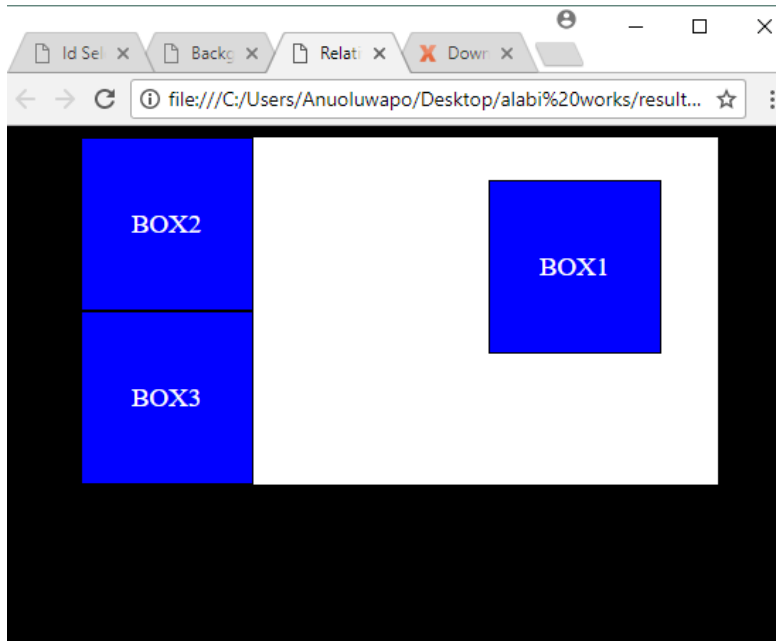 Id Sel Backg Relati Down
file:///C:/Users/Anuoluwapo/Desktop/alabi%20works/result...
BOX2
BOX1
BOX3